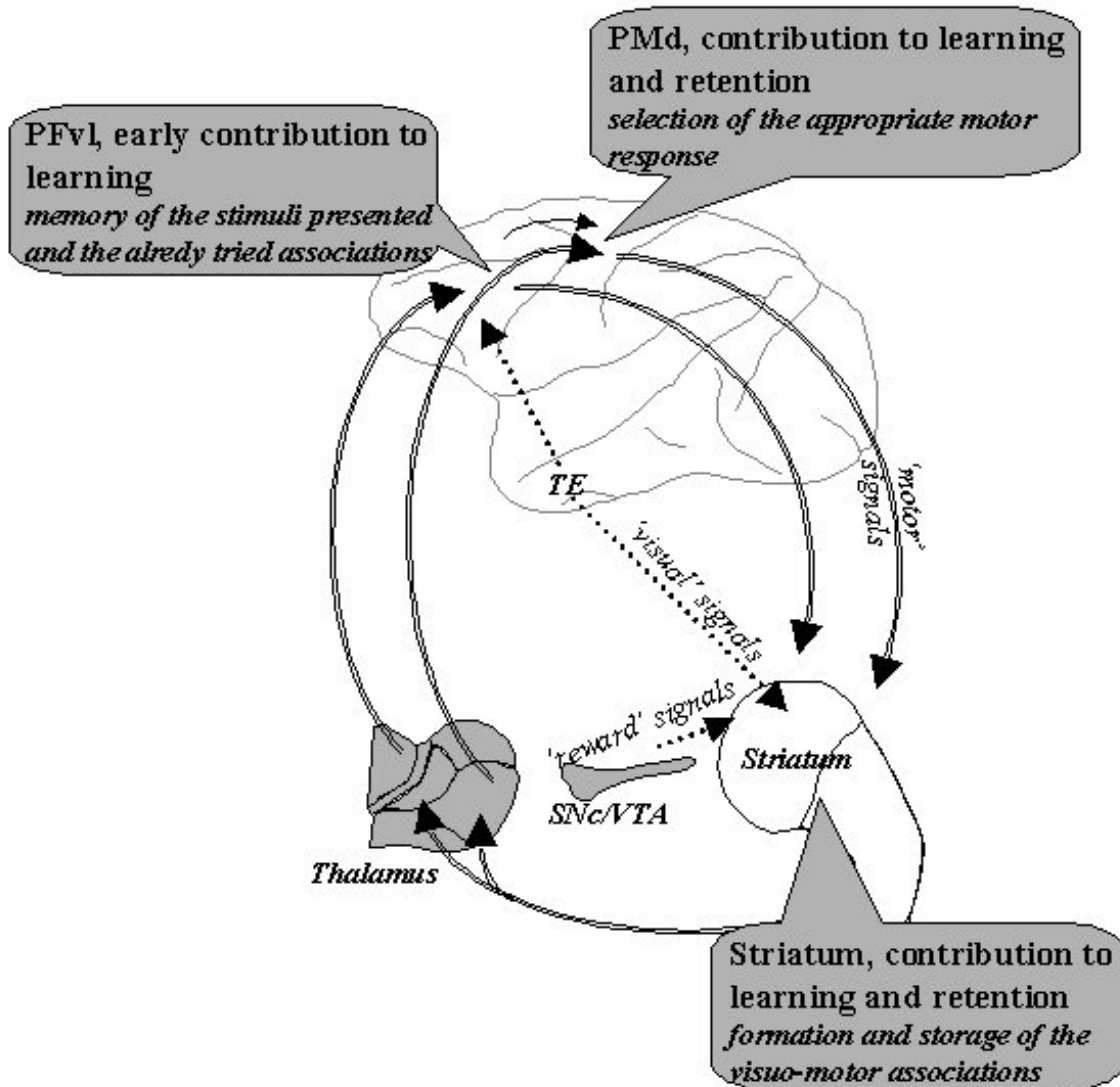 PMd, contribution to learning
and retention
selection of the appropriate motor
response
PFvl, early contribution to
learning
memory of the stimuli presented
and the alredy tried associations
TE
'motor'
signals
'visual' signals
'reward' signals
Striatum
SNc/VTA
Thalamus
Striatum, contribution to
learning and retention
formation and storage of the
visuo-motor associations